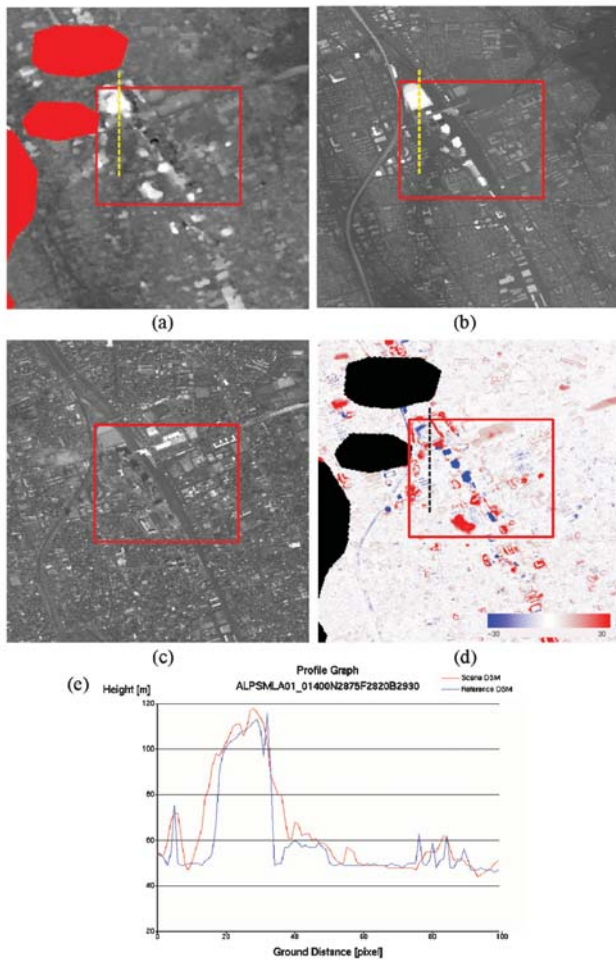 (a)
(b)
(c)
(d)
-30
30
(e)
Profile Graph
ALPSMLA01_01400N2875F2820B2930
Height [m]
Scene DSM
Reference DSM
120
100
80
60
40
20
0
20
40
60
80
100
Ground Distance [pixel]